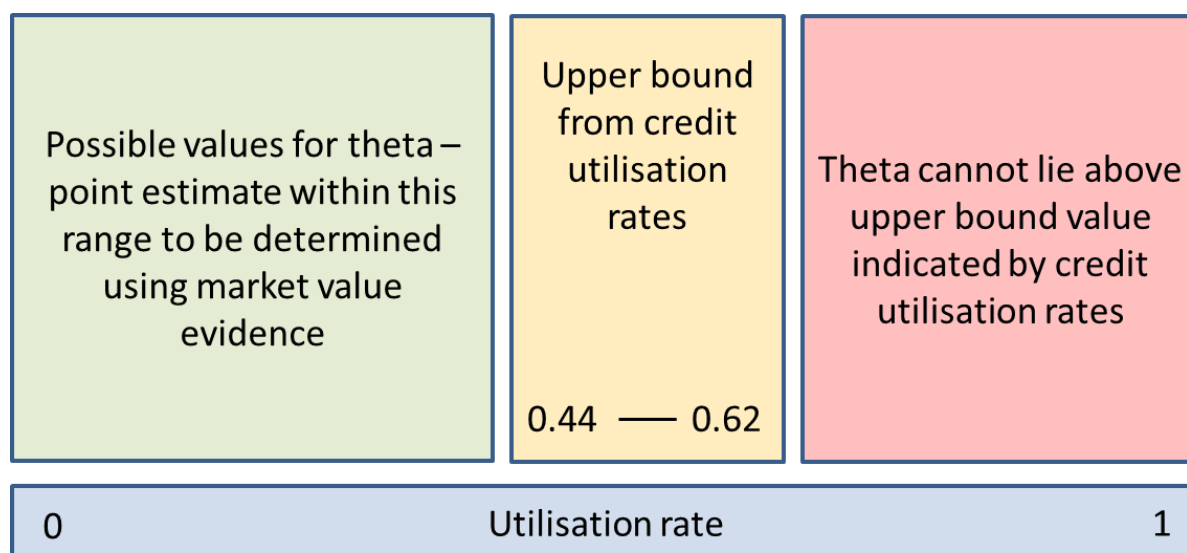 Possible values for theta –
point estimate within this
range to be determined
using market value
evidence
Upper bound
from credit
utilisation
rates
0.44 — 0.62
Theta cannot lie above
upper bound value
indicated by credit
utilisation rates
0 Utilisation rate 1